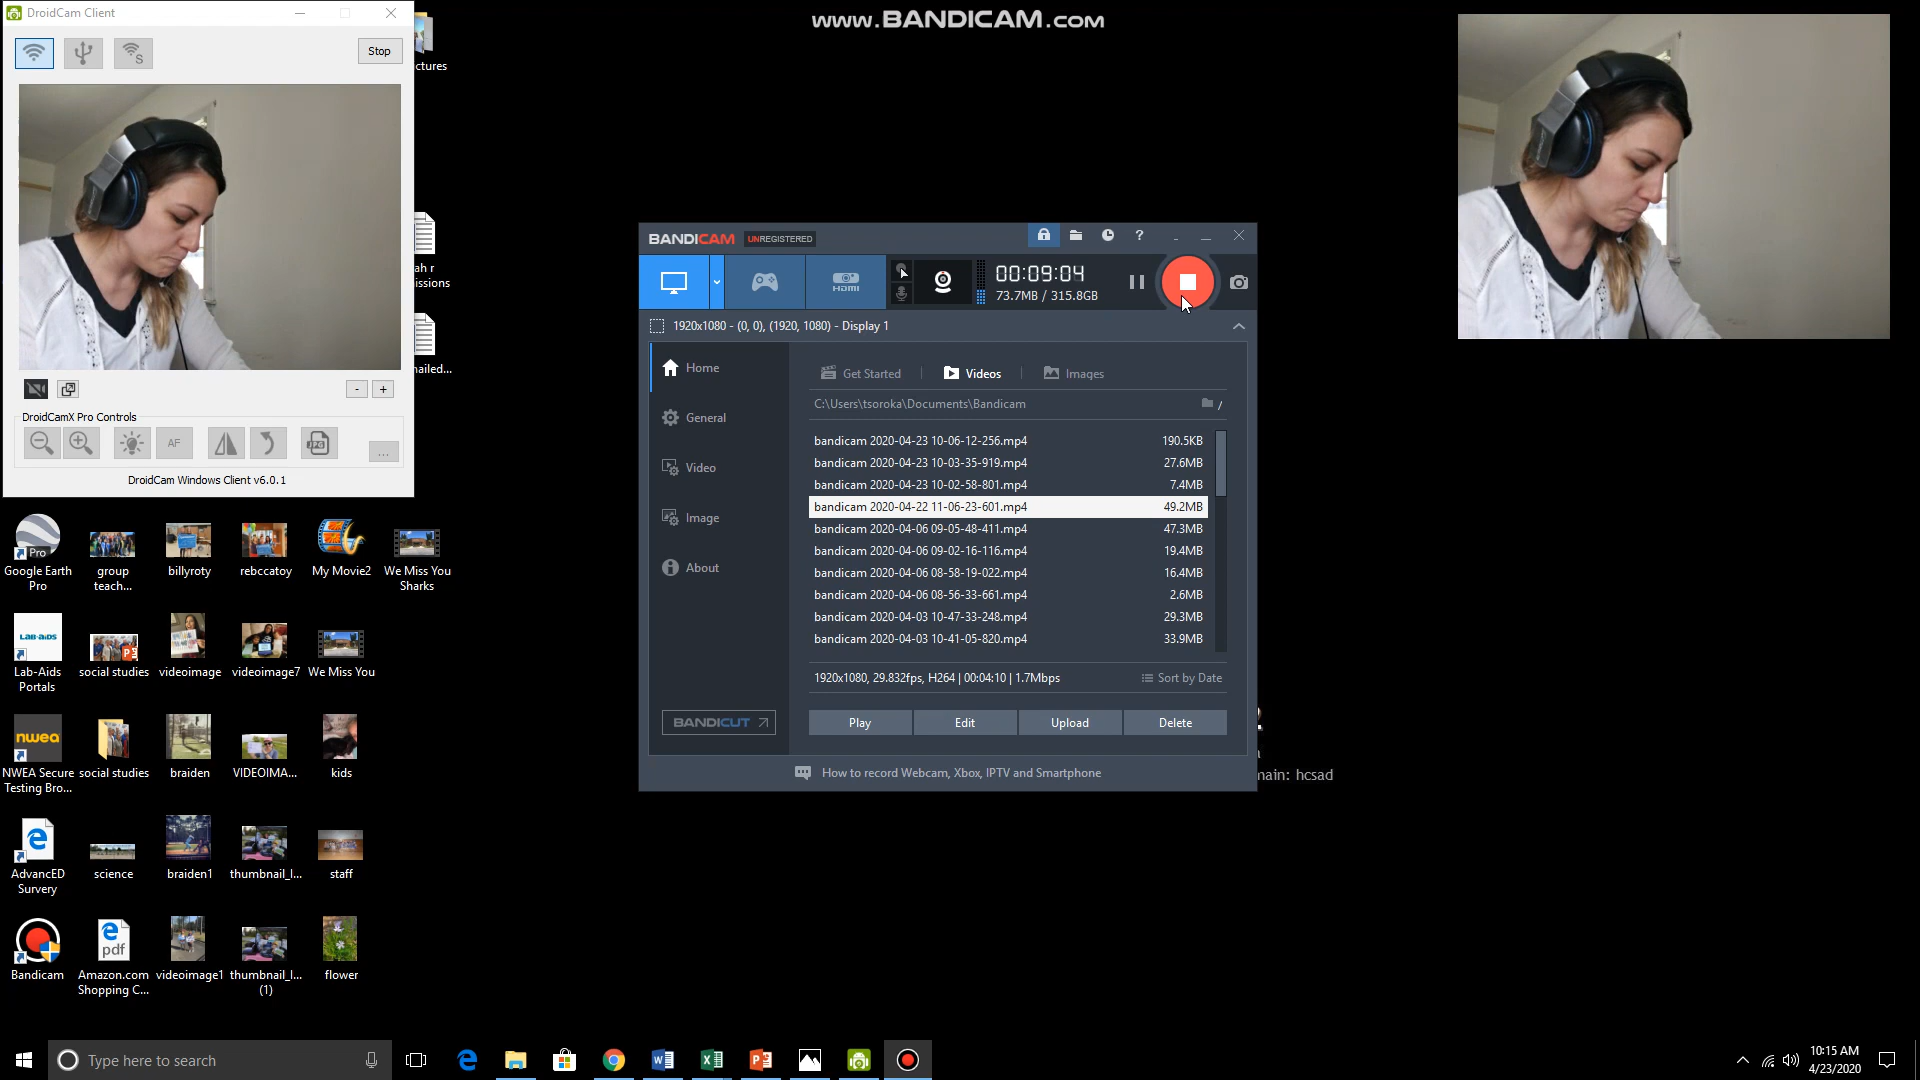 DroidCam Client
Stop
DroidCamX Pro Controls
AF
JPG
...
DroidCam Windows Client v6.0.1
www.BANDICAM.com
ctures
ah r
issions
nailed...
BANDICAM UNREGISTERED
HDMI
00:09:04
73.7MB / 315.8GB
1920x1080 - (0, 0), (1920, 1080) - Display 1
Home
General
Video
Image
About
BANDICUT
Get Started
Videos
Images
C:\Users\tsoroka\Documents\Bandicam
bandicam 2020-04-23 10-06-12-256.mp4 190.5KB
bandicam 2020-04-23 10-03-35-919.mp4 27.6MB
bandicam 2020-04-23 10-02-58-801.mp4 7.4MB
bandicam 2020-04-22 11-06-23-601.mp4 49.2MB
bandicam 2020-04-06 09-05-48-411.mp4 47.3MB
bandicam 2020-04-06 09-02-16-116.mp4 19.4MB
bandicam 2020-04-06 08-58-19-022.mp4 16.4MB
bandicam 2020-04-06 08-56-33-661.mp4 2.6MB
bandicam 2020-04-03 10-47-33-248.mp4 29.3MB
bandicam 2020-04-03 10-41-05-820.mp4 33.9MB
1920x1080, 29.832fps, H264 | 00:04:10 | 1.7Mbps
Sort by Date
Play
Edit
Upload
Delete
How to record Webcam, Xbox, IPTV and Smartphone
main: hcsad
Google Earth
Pro
group
teach...
billyroty
rebccatoy
My Movie2
We Miss You
Sharks
LAB-AIDS
Lab-Aids
Portals
social studies
videoimage
videoimage7
We Miss You
nwea
NWEA Secure
Testing Bro...
social studies
braiden
VIDEOIMA...
kids
AdvancED
Survery
science
braiden1
thumbnail_l...
staff
Bandicam
pdf
Amazon.com
Shopping C...
videoimage1
thumbnail_l...
(1)
flower
Type here to search
10:15 AM
4/23/2020